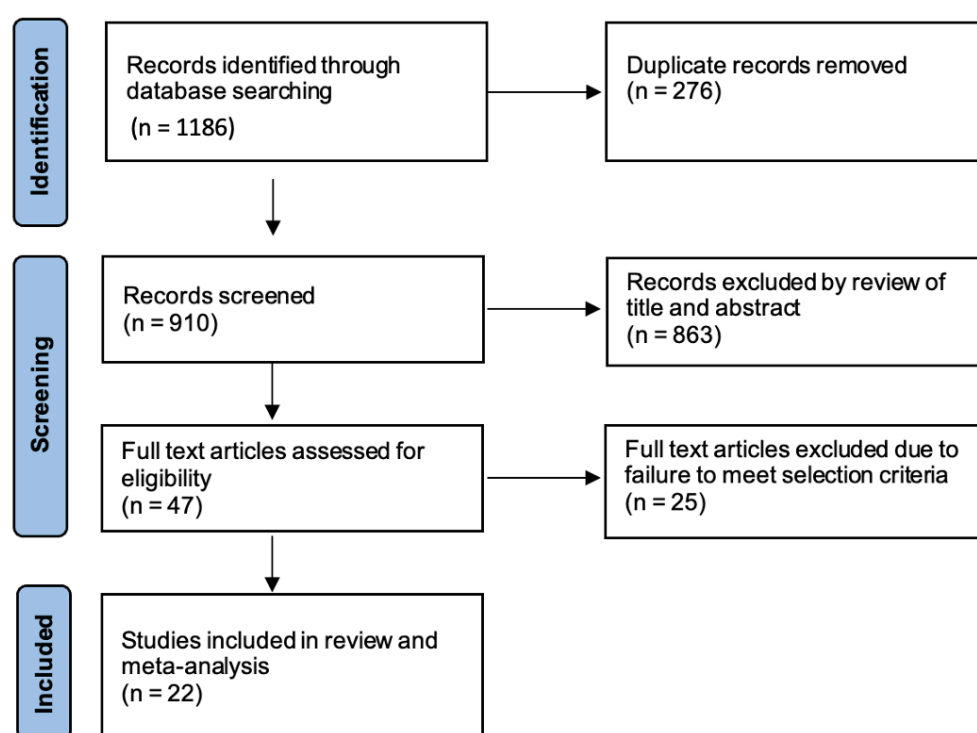 Identification
Records identified through
database searching
(n = 1186)
Duplicate records removed
(n = 276)
Screening
Records screened
(n = 910)
Records excluded by review of
title and abstract
(n = 863)
Full text articles assessed for
eligibility
(n = 47)
Full text articles excluded due to
failure to meet selection criteria
(n = 25)
Included
Studies included in review and
meta-analysis
(n = 22)